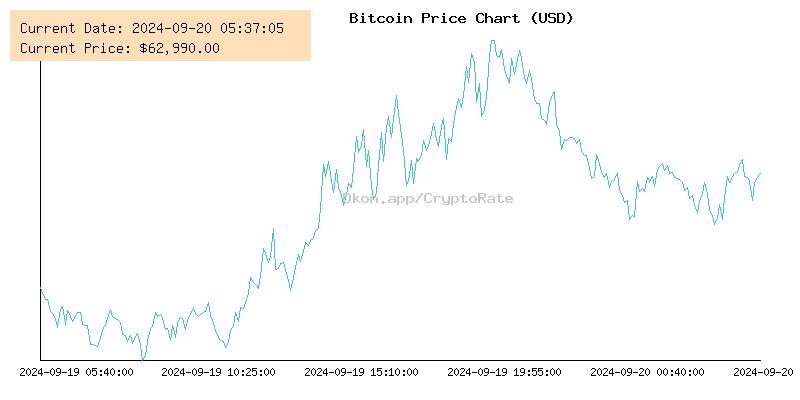 Bitcoin Price Chart (USD)
Current Date: 2024-09-20 05:37:05
Current Price: $62,990.00
Okon.app/CryptoRate
2024-09-19 05:40:00 2024-09-19 10:25:00 2024-09-19 15:10:00 2024-09-19 19:55:00 2024-09-20 00:40:00 2024-09-20